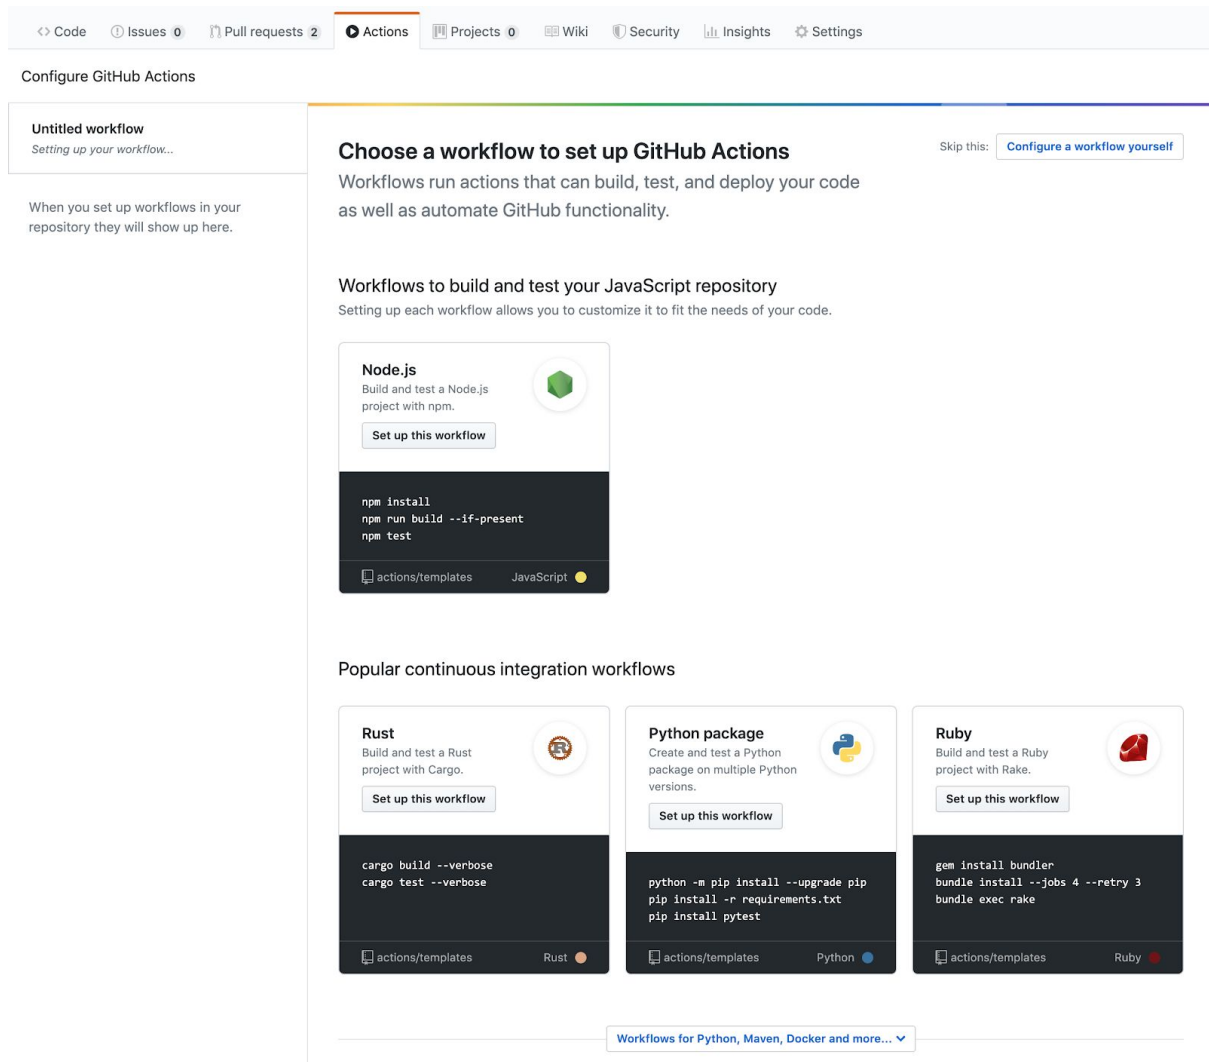 Code Issues 0 Pull requests 2 Actions Projects 0 Wiki Security Insights Settings
Configure GitHub Actions
Untitled workflow
Setting up your workflow...
When you set up workflows in your
repository they will show up here.
Choose a workflow to set up GitHub Actions
Skip this: Configure a workflow yourself
Workflows run actions that can build, test, and deploy your code
as well as automate GitHub functionality.
Workflows to build and test your JavaScript repository
Setting up each workflow allows you to customize it to fit the needs of your code.
Node.js
Build and test a Node.js
project with npm.
Set up this workflow
npm install
npm run build --if-present
npm test
actions/templates JavaScript
Popular continuous integration workflows
Rust
Build and test a Rust
project with Cargo.
Set up this workflow
cargo build --verbose
cargo test --verbose
actions/templates Rust
Python package
Create and test a Python
package on multiple Python
versions.
Set up this workflow
python -m pip install --upgrade pip
pip install -r requirements.txt
pip install pytest
actions/templates Python
Ruby
Build and test a Ruby
project with Rake.
Set up this workflow
gem install bundler
bundle install --jobs 4 --retry 3
bundle exec rake
actions/templates Ruby
Workflows for Python, Maven, Docker and more...